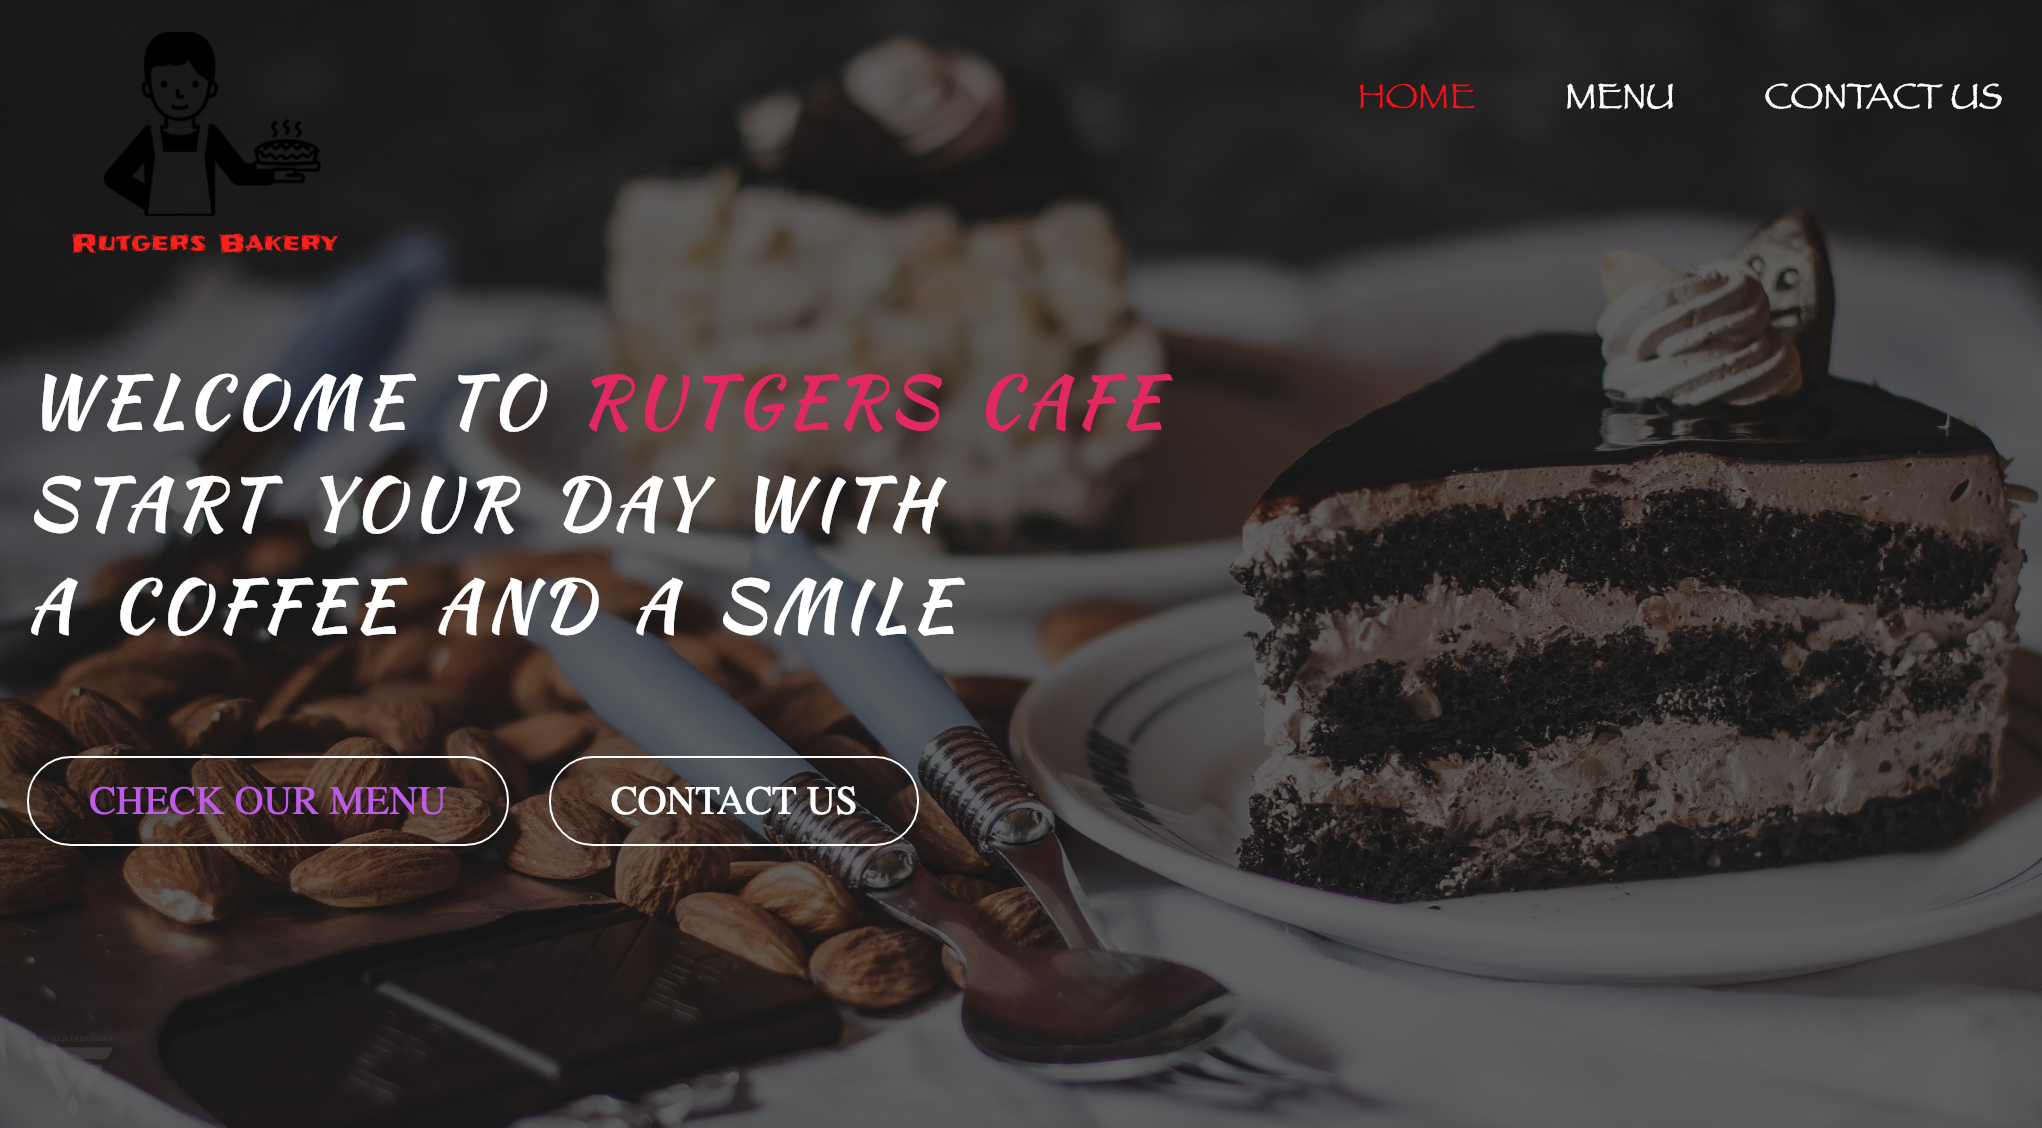 HOME MENU CONTACT US
RUTGERS BAKERY
WELCOME TO RUTGERS CAFE
START YOUR DAY WITH
A COFFEE AND A SMILE
CHECK OUR MENU CONTACT US